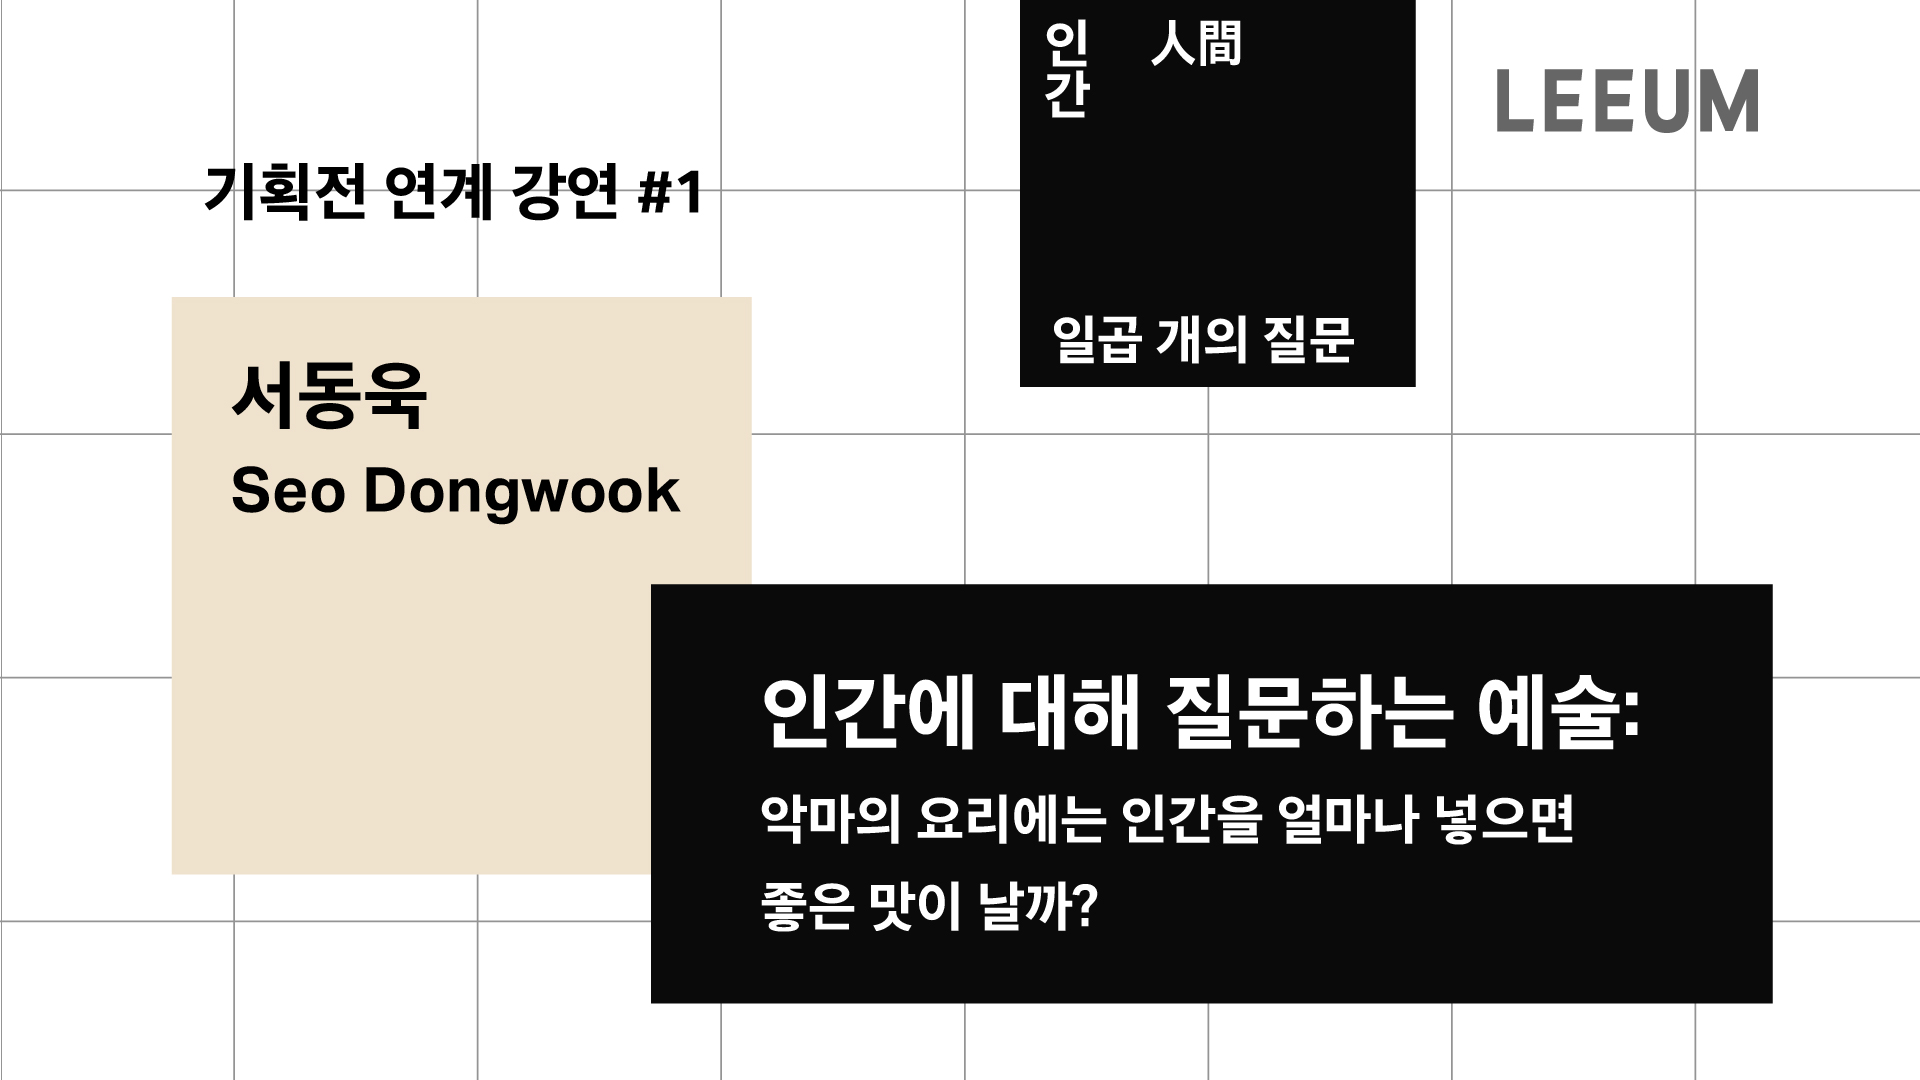 인간
人間
일곱 개의 질문
LEEUM
기획전 연계 강연 #1
서동욱
Seo Dongwook
인간에 대해 질문하는 예술:
악마의 요리에는 인간을 얼마나 넣으면
좋은 맛이 날까?